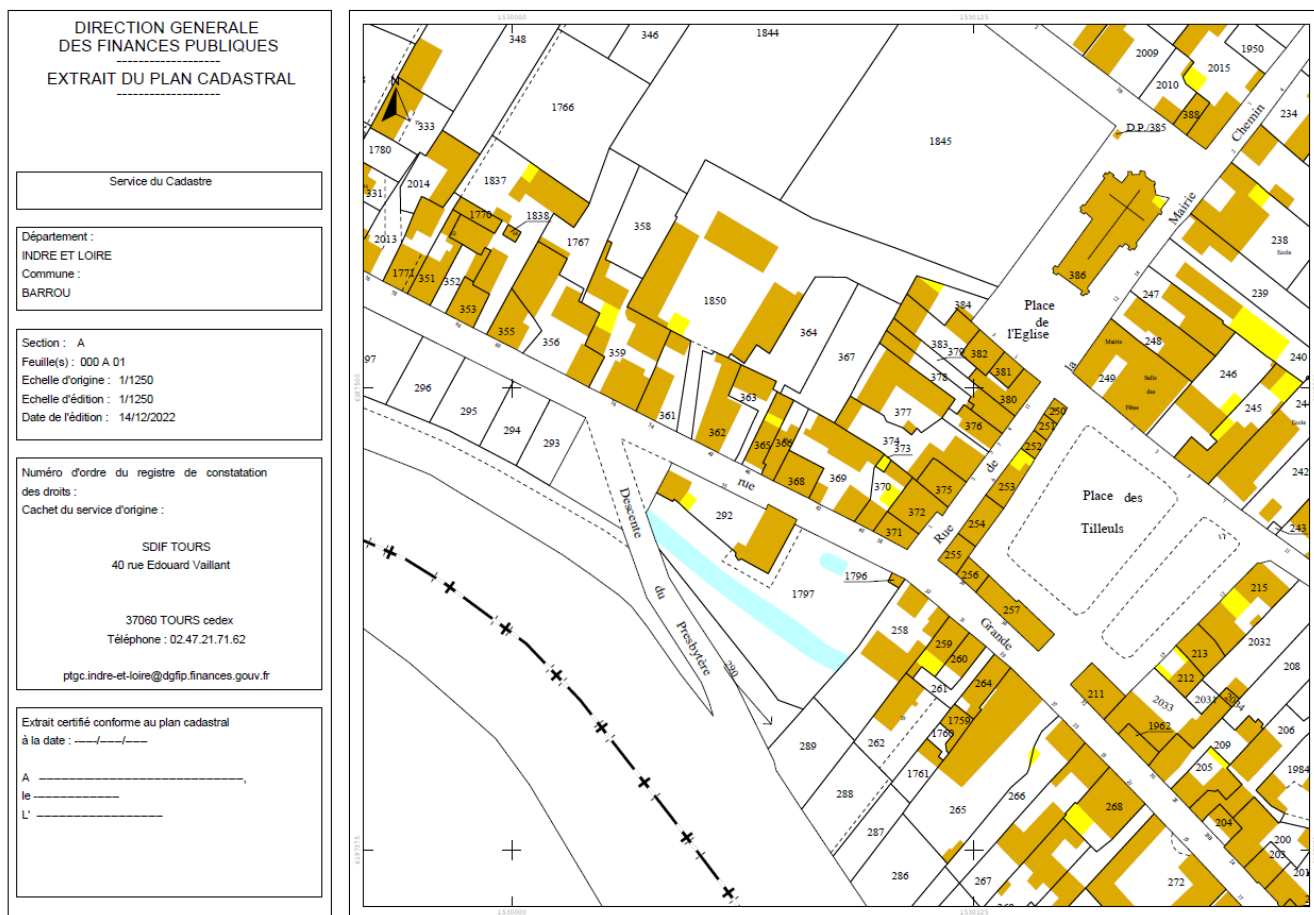 DIRECTION GENERALE
DES FINANCES PUBLIQUES
-------------------
EXTRAIT DU PLAN CADASTRAL
-------------------
Service du Cadastre
Département :
INDRE ET LOIRE
Commune :
BARROU
Section : A
Feuille(s) : 000 A 01
Echelle d'origine : 1/1250
Echelle d'édition : 1/1250
Date de l'édition : 14/12/2022
Numéro d'ordre du registre de constatation
des droits :
Cachet du service d'origine :
SDIF TOURS
40 rue Edouard Vaillant
37060 TOURS cedex
Téléphone : 02.47.21.71.62
ptgc.indre-et-loire@dgfip.finances.gouv.fr
Extrait certifié conforme au plan cadastral
à la date : ----/---/---
A
le
L'
1530000
1530125
348
346
1844
2009
1950
2015
2010
388
N
1766
333
D.P./385
Chemin
234
1780
1845
331
2014
1837
1770
1838
358
Mairie
2013
1767
238
Ecole
1771
351
352
353
386
1850
247
239
355
356
359
364
367
384
Place
de
l'Eglise
383
379
382
378
381
Mairie
248
240
la
249
Salle
des
Fêtes
246
296
295
294
293
361
362
363
365
366
368
377
380
376
245
244
Ecole
250
251
252
374
373
369
370
375
de
253
242
rue
372
371
Rue
254
Place des
Tilleuls
243
292
Descente
du
Presbytère
290
1797
1796
255
256
257
Grande
215
258
259
260
261
264
213
212
2032
208
211
2033
2031
2034
1962
206
209
205
1984
289
262
1759
1760
1761
288
265
266
268
204
200
203
201
287
286
267
272
6187500
6187375
1530000
1530125